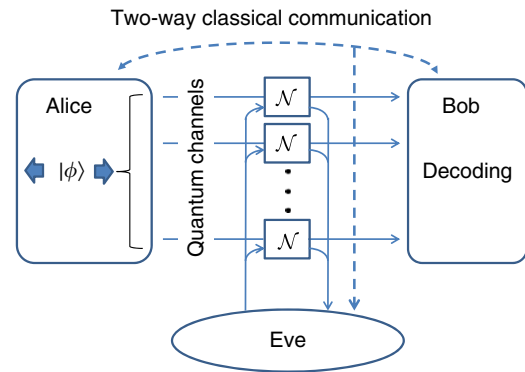 Two-way classical communication
Alice
Bob
Quantum channels
𝒩
𝒩
𝒩
|ϕ⟩
Decoding
Eve